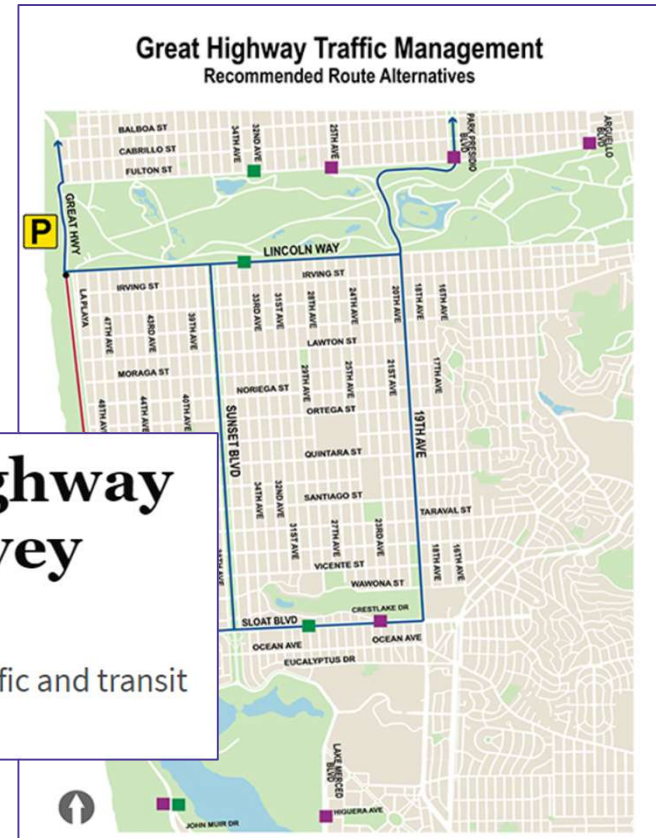 Great Highway Traffic Management
Recommended Route Alternatives
BALBOA ST
CABRILLO ST
FULTON ST
34TH AVE
32ND AVE
25TH AVE
PARK PRESIDIO
BLVD
ARGUELLO
BLVD
GREAT HWY
P
LINCOLN WAY
IRVING ST
IRVING ST
LA PLAYA
47TH AVE
43RD AVE
39TH AVE
33RD AVE
31ST AVE
28TH AVE
24TH AVE
20TH AVE
18TH AVE
16TH AVE
LAWTON ST
MORAGA ST
NORIEGA ST
29TH AVE
25TH AVE
21ST AVE
17TH AVE
48TH AVE
44TH AVE
40TH AVE
ORTEGA ST
SUNSET BLVD
19TH AVE
QUINTARA ST
SANTIAGO ST
34TH AVE
32ND AVE
TARAVAL ST
31ST AVE
27TH AVE
23RD AVE
18TH AVE
16TH AVE
VICENTE ST
WAWONA ST
ghway
vey
CRESTLAKE DR
SLOAT BLVD
OCEAN AVE
OCEAN AVE
EUCALYPTUS DR
fic and transit
LAKE MERCED
BLVD
HIGUERA AVE
JOHN MUIR DR